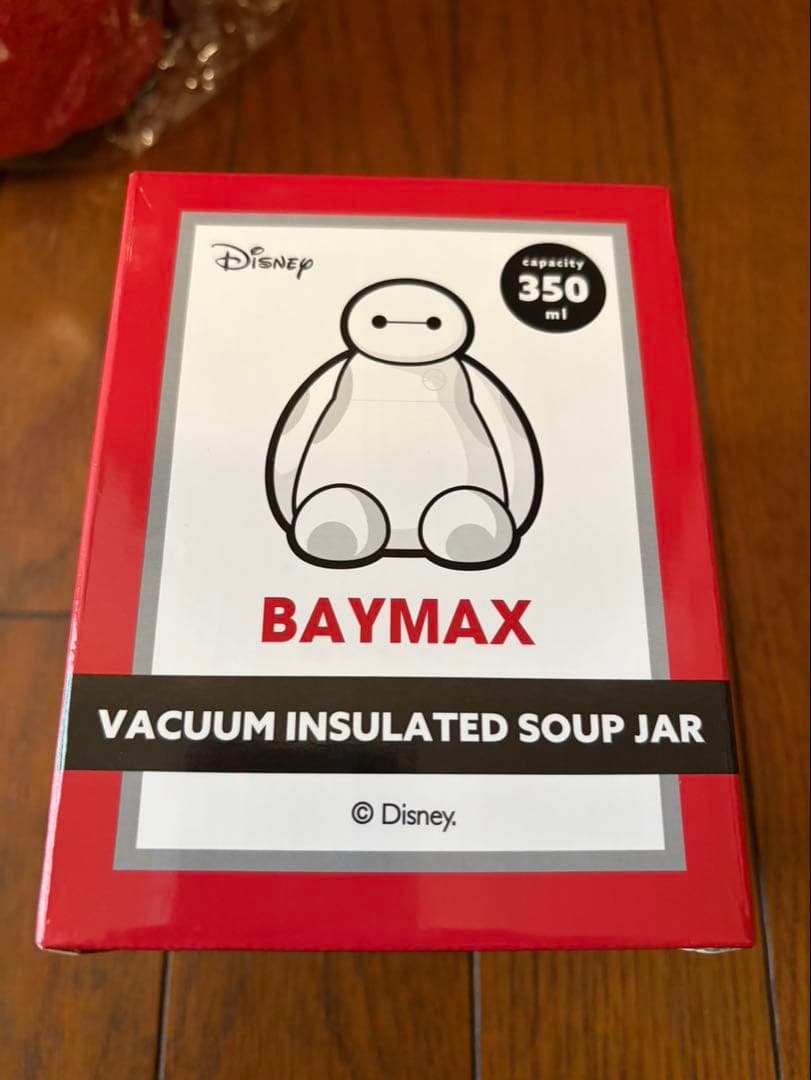 Disney
capacity
350
ml
BAYMAX
VACUUM INSULATED SOUP JAR
© Disney.